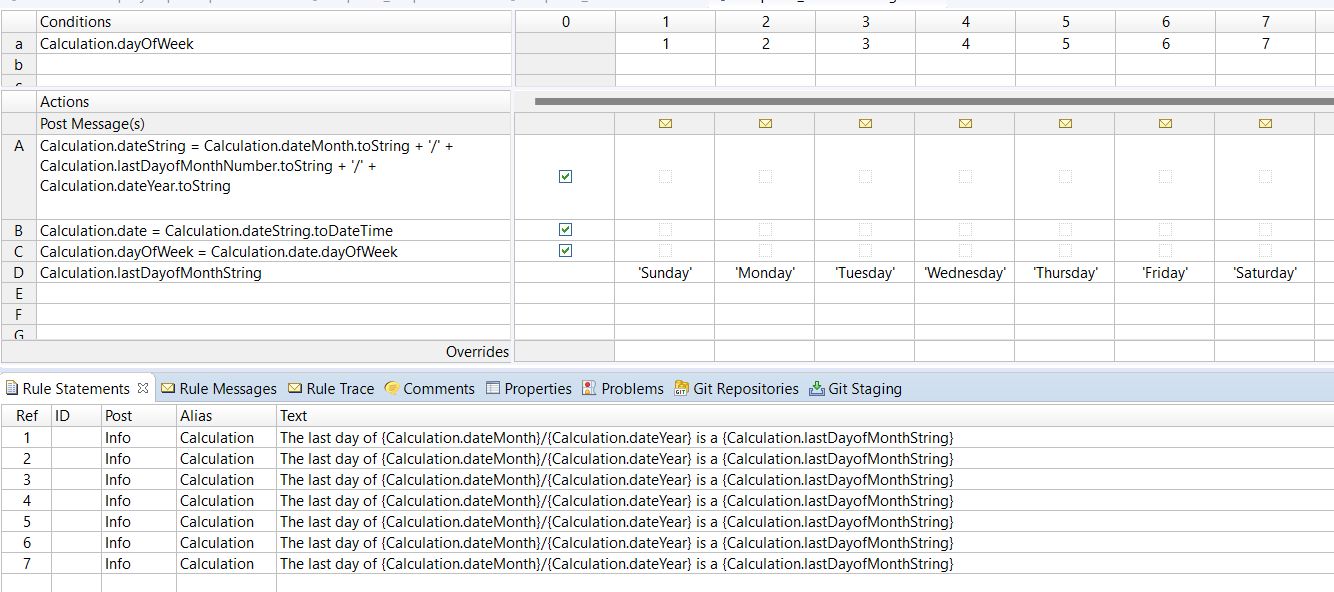 Conditions 0 1 2 3 4 5 6 7
a Calculation.dayOfWeek 1 2 3 4 5 6 7
b
Actions
Post Message(s)
A Calculation.dateString = Calculation.dateMonth.toString + '/' +
Calculation.lastDayofMonthNumber.toString + '/' +
Calculation.dateYear.toString
B Calculation.date = Calculation.dateString.toDateTime
C Calculation.dayOfWeek = Calculation.date.dayOfWeek
D Calculation.lastDayofMonthString 'Sunday' 'Monday' 'Tuesday' 'Wednesday' 'Thursday' 'Friday' 'Saturday'
E
F
G
Overrides
Rule Statements Rule Messages Rule Trace Comments Properties Problems Git Repositories Git Staging
Ref ID Post Alias Text
1 Info Calculation The last day of {Calculation.dateMonth}/{Calculation.dateYear} is a {Calculation.lastDayofMonthString}
2 Info Calculation The last day of {Calculation.dateMonth}/{Calculation.dateYear} is a {Calculation.lastDayofMonthString}
3 Info Calculation The last day of {Calculation.dateMonth}/{Calculation.dateYear} is a {Calculation.lastDayofMonthString}
4 Info Calculation The last day of {Calculation.dateMonth}/{Calculation.dateYear} is a {Calculation.lastDayofMonthString}
5 Info Calculation The last day of {Calculation.dateMonth}/{Calculation.dateYear} is a {Calculation.lastDayofMonthString}
6 Info Calculation The last day of {Calculation.dateMonth}/{Calculation.dateYear} is a {Calculation.lastDayofMonthString}
7 Info Calculation The last day of {Calculation.dateMonth}/{Calculation.dateYear} is a {Calculation.lastDayofMonthString}